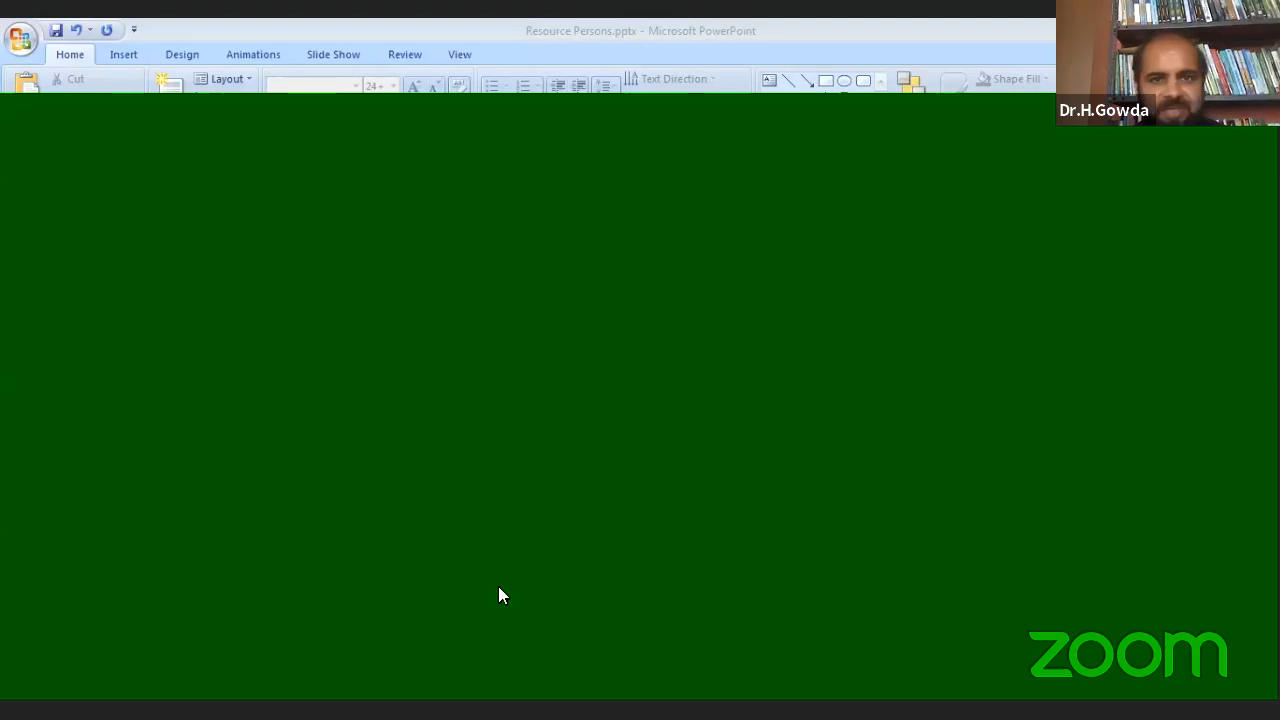 Resource Persons.pptx - Microsoft PowerPoint
Home Insert Design Animations Slide Show Review View
Cut Layout 24 Text Direction Shape Fill
Dr.H.Gowda
zoom